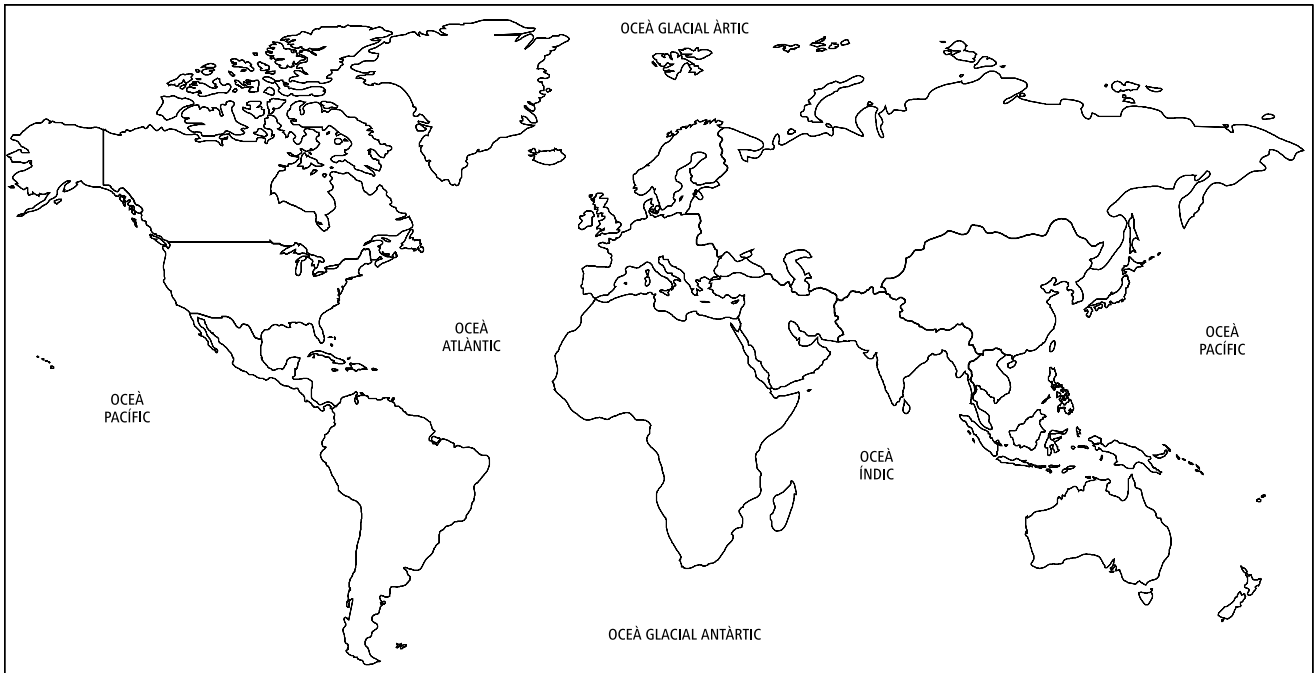 OCEÀ GLACIAL ÀRTIC
OCEÀ
ATLÀNTIC
OCEÀ
PACÍFIC
OCEÀ
PACÍFIC
OCEÀ
ÍNDIC
OCEÀ GLACIAL ANTÀRTIC